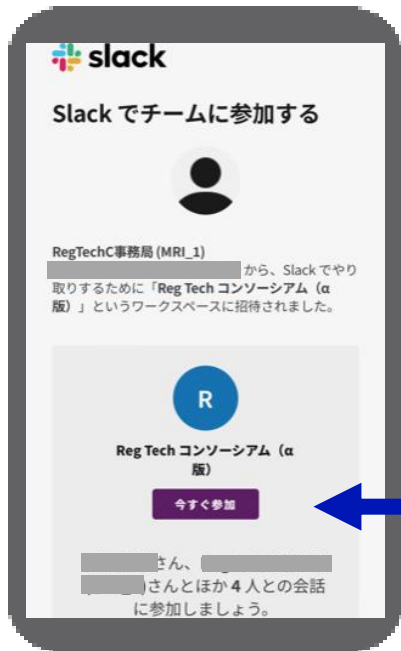 slack
Slack でチームに参加する
RegTechC事務局 (MRI_1)
から、Slack でやり
取りするために「Reg Tech コンソーシアム（α
版）」というワークスペースに招待されました。
R
Reg Tech コンソーシアム（α
版）
今すぐ参加
さん、
)さんとほか 4 人との会話
に参加しましょう。